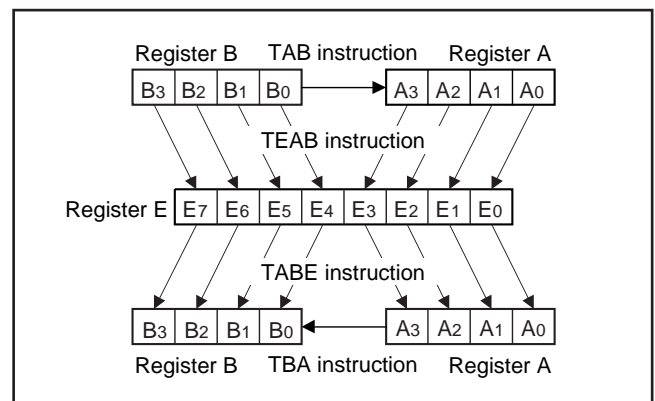 Register B TAB instruction Register A
B3 B2 B1 B0 A3 A2 A1 A0
TEAB instruction
Register E E7 E6 E5 E4 E3 E2 E1 E0
TABE instruction
B3 B2 B1 B0 A3 A2 A1 A0
Register B TBA instruction Register A